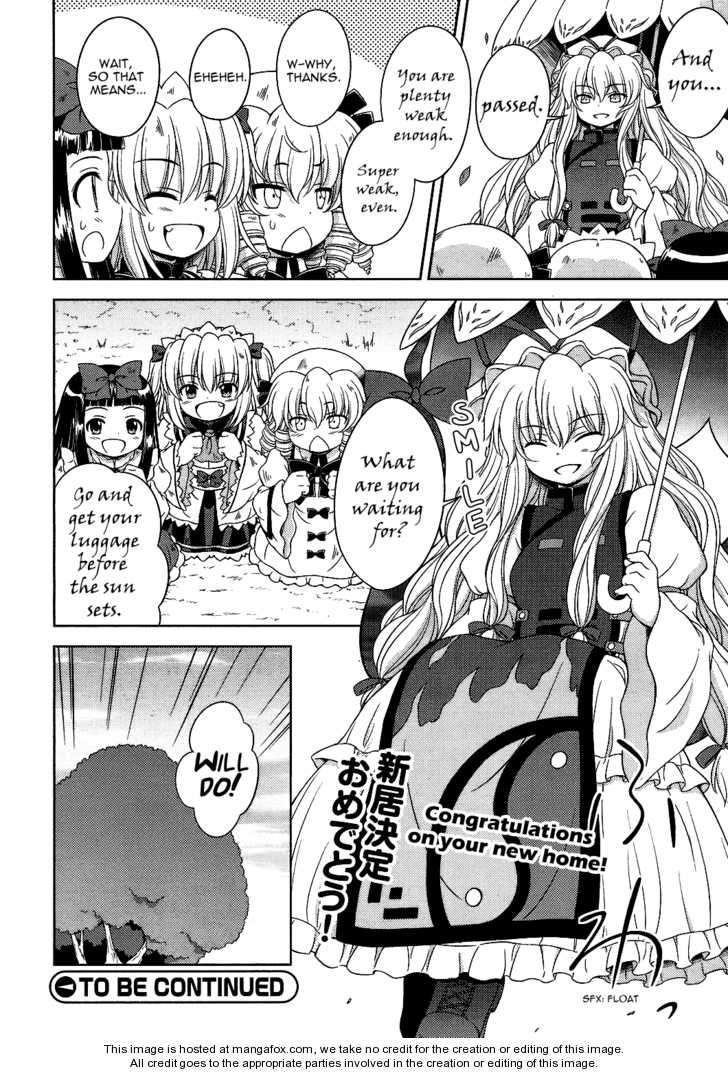 And
you...
passed.
You are
plenty
weak
enough.
Super
weak,
even.
W-WHY,
THANKS.
EHEHEH.
WAIT,
SO THAT
MEANS...
SMILE
What
are you
waiting
for?
Go and
get your
luggage
before
the sun
sets.
新居決定
おめでとう!
Congratulations
on your new home!
SFX: FLOAT
WILL
DO!
TO BE CONTINUED
This image is hosted at mangafox.com, we take no credit for the creation or editing of this image.
All credit goes to the appropriate parties involved in the creation or editing of this image.